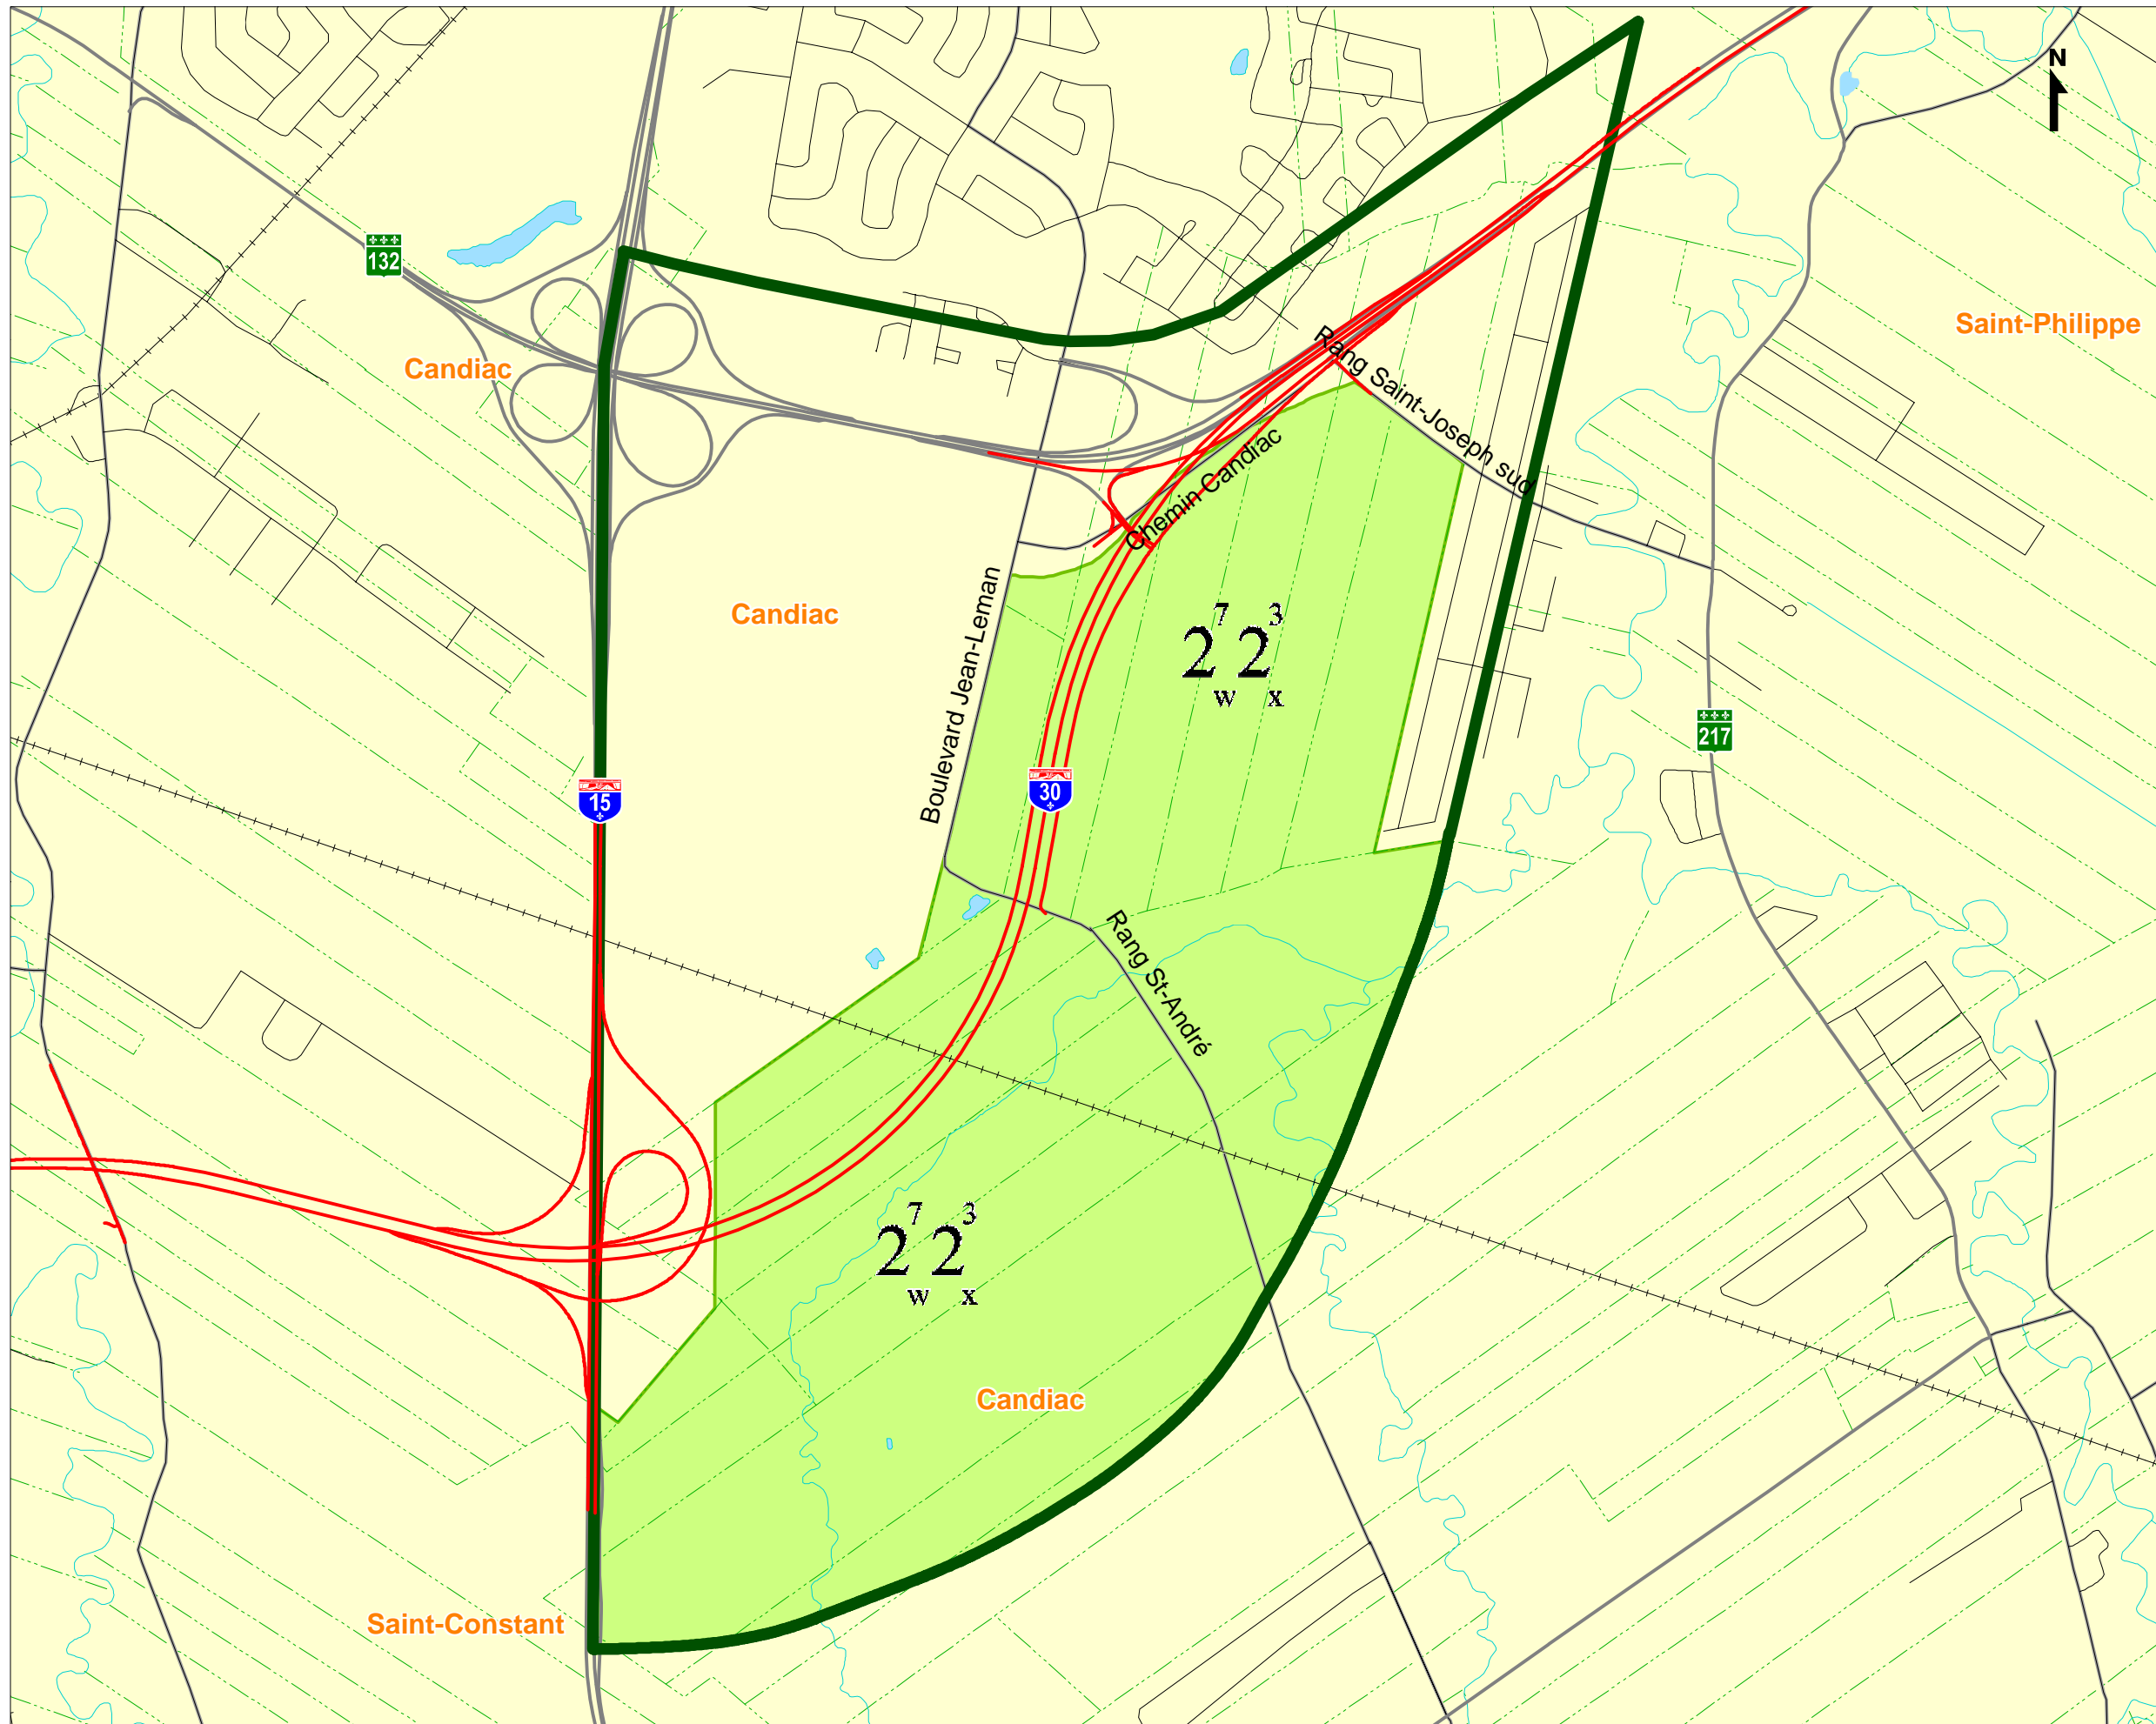 N
132
Saint-Philippe
Candiac
Rang Saint-Joseph sud
Chemin Candiac
Candiac
Boulevard Jean-Leman
2 7 w 2 3 x
217
15
30
Rang St-André
2 7 w 2 3 x
Candiac
Saint-Constant